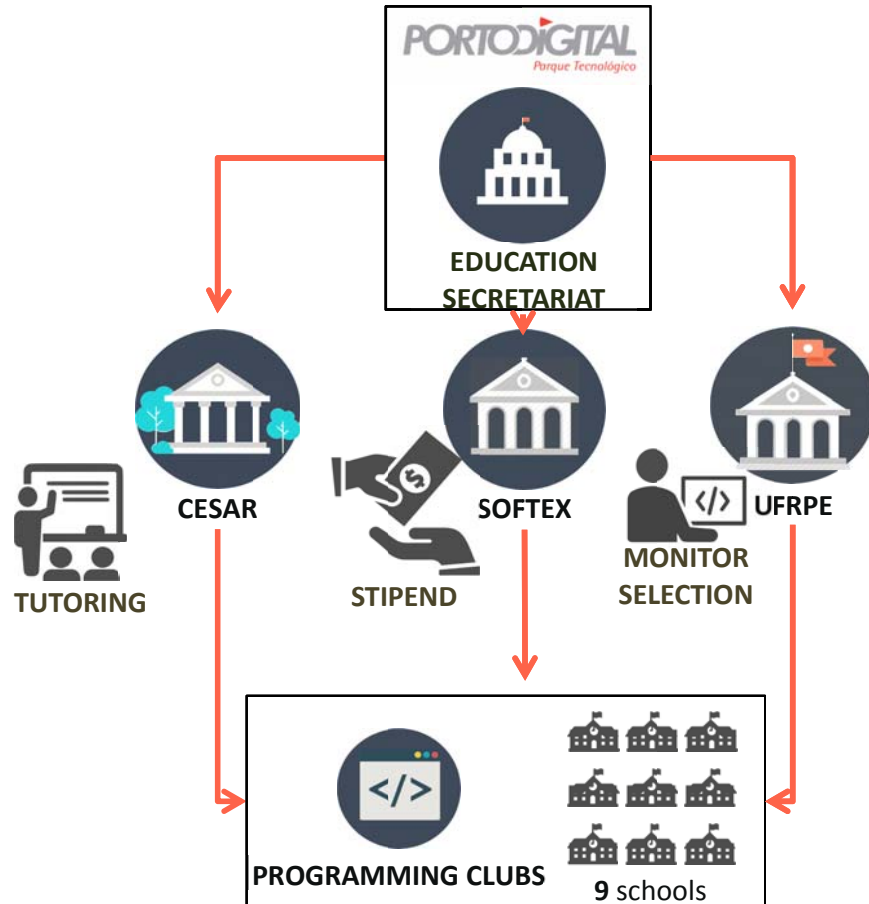 PORTODIGITAL
Parque Tecnológico
EDUCATION
SECRETARIAT
CESAR
SOFTEX
UFRPE
$
</>
TUTORING
STIPEND
MONITOR
SELECTION
</>
PROGRAMMING CLUBS
9 schools